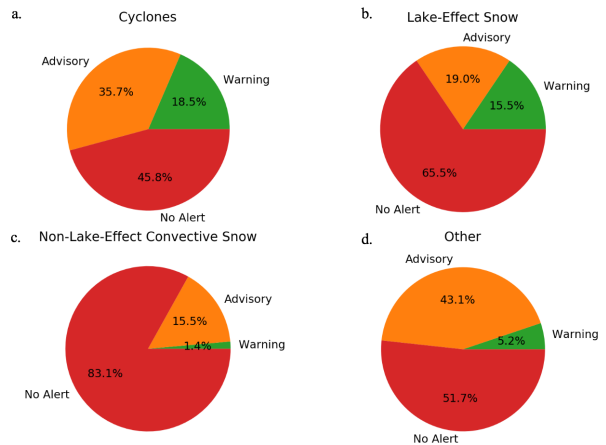 a.
Cyclones
Advisory
35.7%
Warning
18.5%
45.8%
No Alert
b.
Lake-Effect Snow
Advisory
19.0%
Warning
15.5%
65.5%
No Alert
c.
Non-Lake-Effect Convective Snow
Advisory
15.5%
Warning
1.4%
83.1%
No Alert
d.
Other
Advisory
43.1%
Warning
5.2%
51.7%
No Alert